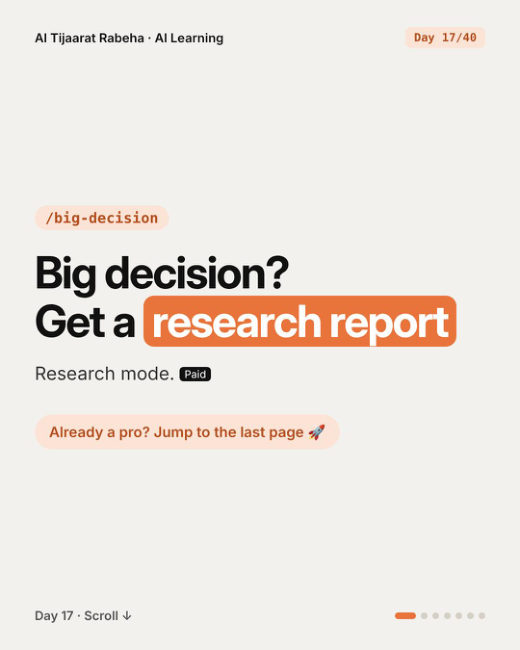 AI Tijaarat Rabeha · AI Learning
Day 17/40
/big-decision
Big decision?
Get a research report
Research mode. Paid
Already a pro? Jump to the last page 🚀
Day 17 · Scroll ↓